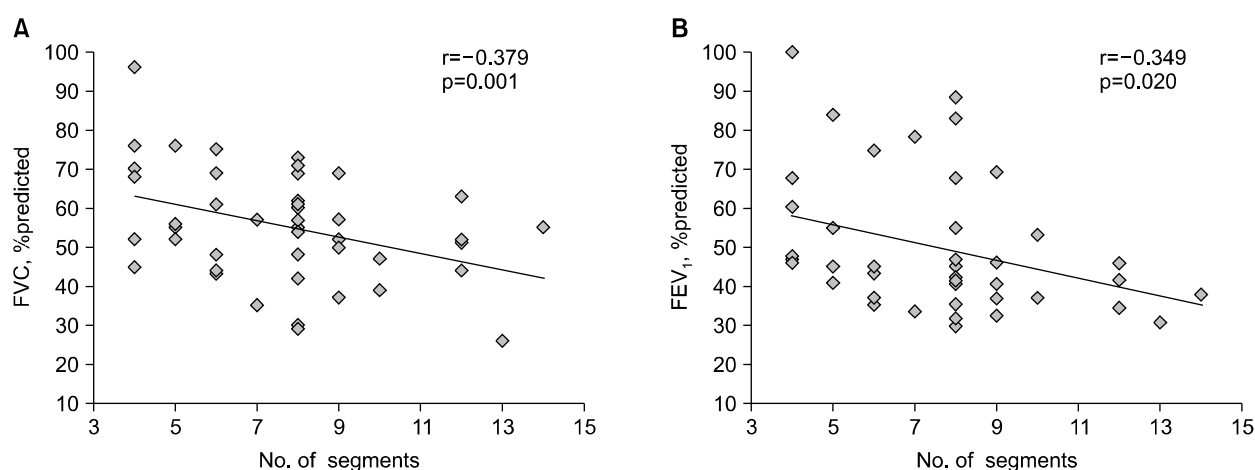 A
r=−0.379
p=0.001
FVC, %predicted
100
90
80
70
60
50
40
30
20
10
3 5 7 9 11 13 15
No. of segments
B
r=−0.349
p=0.020
FEV₁, %predicted
100
90
80
70
60
50
40
30
20
10
3 5 7 9 11 13 15
No. of segments